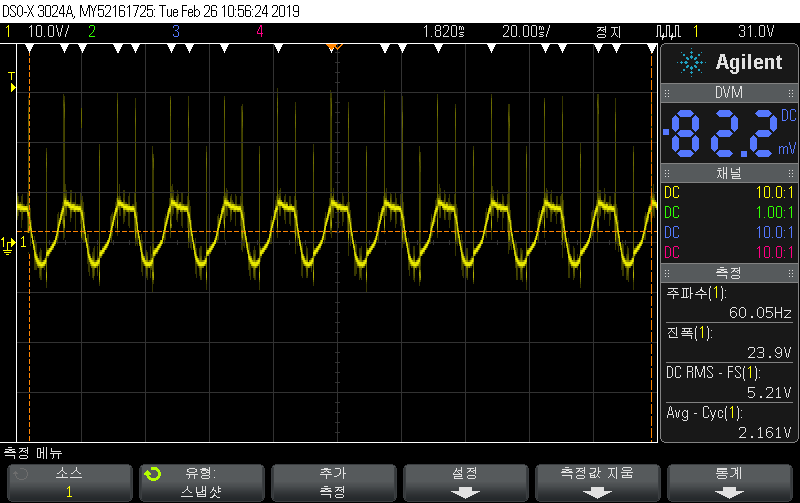 DSO-X 3024A, MY52161725: Tue Feb 26 10:56:24 2019
1 10.0V/ 2 3 4 1.820s 20.00s/ 정지 1 31.0V
T
1 1
Agilent
DVM
-82.2 DC mV
채널
DC 10.0:1
DC 1.00:1
DC 10.0:1
DC 10.0:1
측정
주파수(1):
60.05Hz
진폭(1):
23.9V
DC RMS - FS(1):
5.21V
Avg - Cyc(1):
2.161V
측정 메뉴
소스
1
유형:
스냅샷
추가
측정
설정
측정값 지움
통계